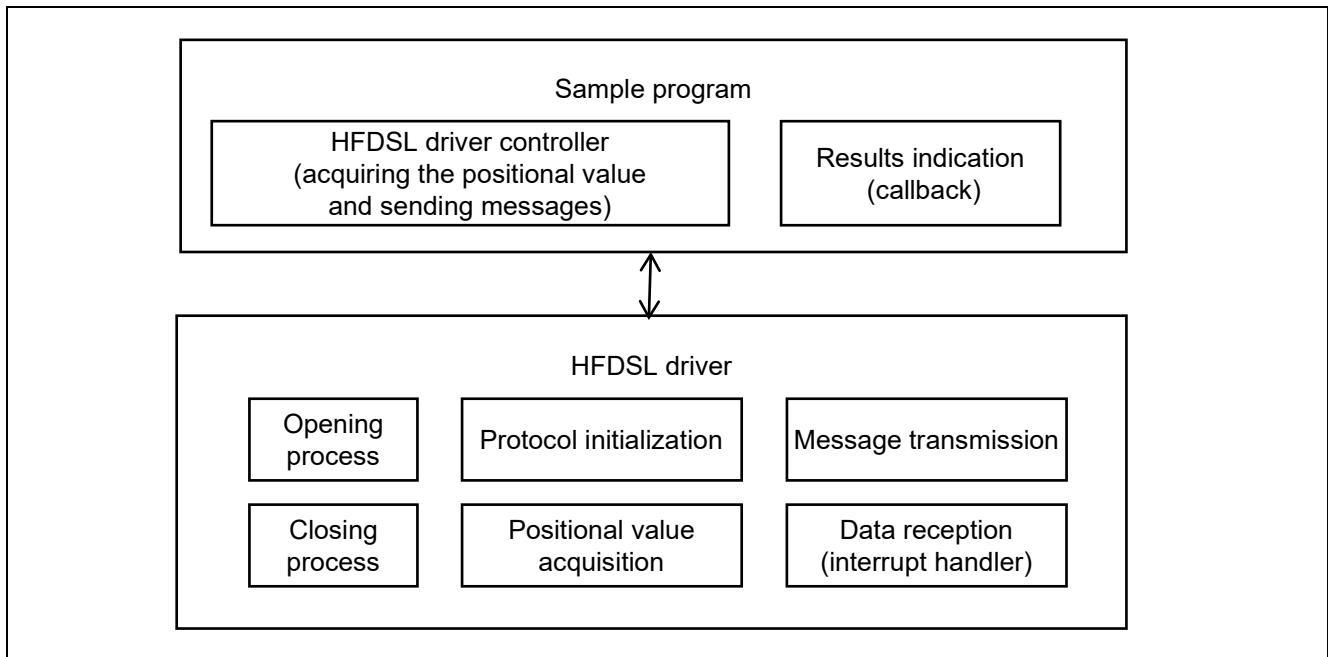 Sample program
HFDSL driver controller
(acquiring the positional value
and sending messages)
Results indication
(callback)
HFDSL driver
Opening
process
Protocol initialization
Message transmission
Closing
process
Positional value
acquisition
Data reception
(interrupt handler)